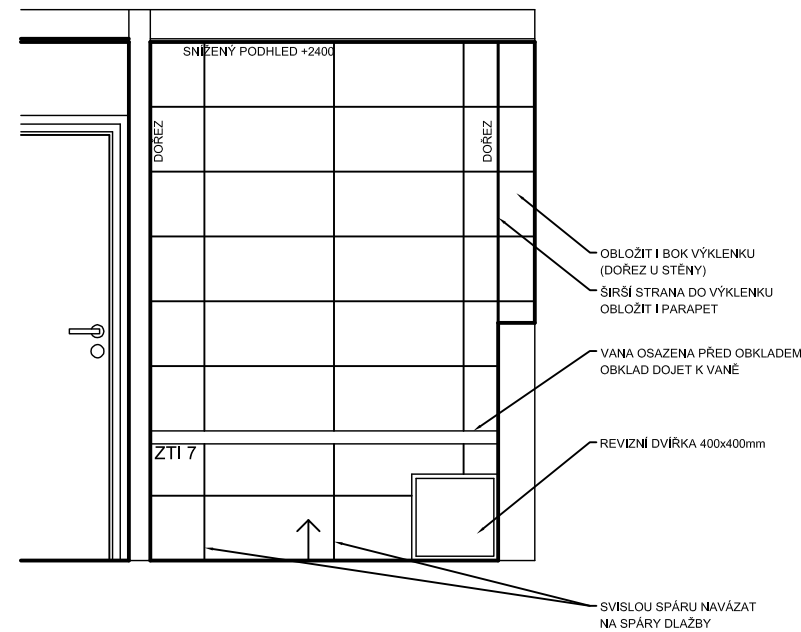 SNÍŽENÝ PODHLED +2400
DOŘEZ
DOŘEZ
OBLOŽIT I BOK VÝKLENKU
(DOŘEZ U STĚNY)
ŠIRŠÍ STRANA DO VÝKLENKU
OBLOŽIT I PARAPET
VANA OSAZENA PŘED OBKLADEM
OBKLAD DOJET K VANĚ
ZTI 7
REVIZNÍ DVÍŘKA 400x400mm
SVISLOU SPÁRU NAVÁZAT
NA SPÁRY DLAŽBY